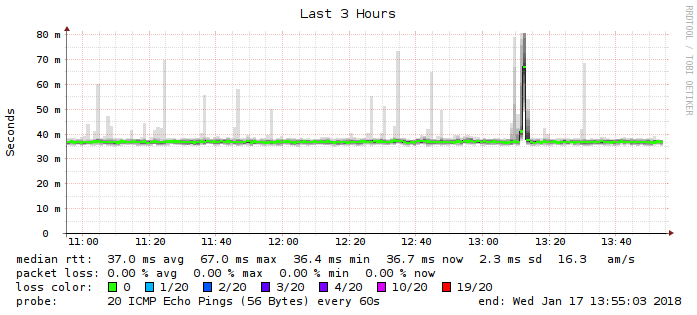 Last 3 Hours
RRDTOOL / TOBI OETIKER
Seconds
80 m
70 m
60 m
50 m
40 m
30 m
20 m
10 m
0
11:00 11:20 11:40 12:00 12:20 12:40 13:00 13:20 13:40
median rtt: 37.0 ms avg 67.0 ms max 36.4 ms min 36.7 ms now 2.3 ms sd 16.3 am/s
packet loss: 0.00 % avg 0.00 % max 0.00 % min 0.00 % now
loss color: 0 1/20 2/20 3/20 4/20 10/20 19/20
probe: 20 ICMP Echo Pings (56 Bytes) every 60s end: Wed Jan 17 13:55:03 2018